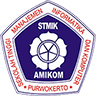 SEKOLAH TINGGI MANAJEMEN INFORMATIKA DAN KOMPUTER
STMIK
AMIKOM
PURWOKERTO